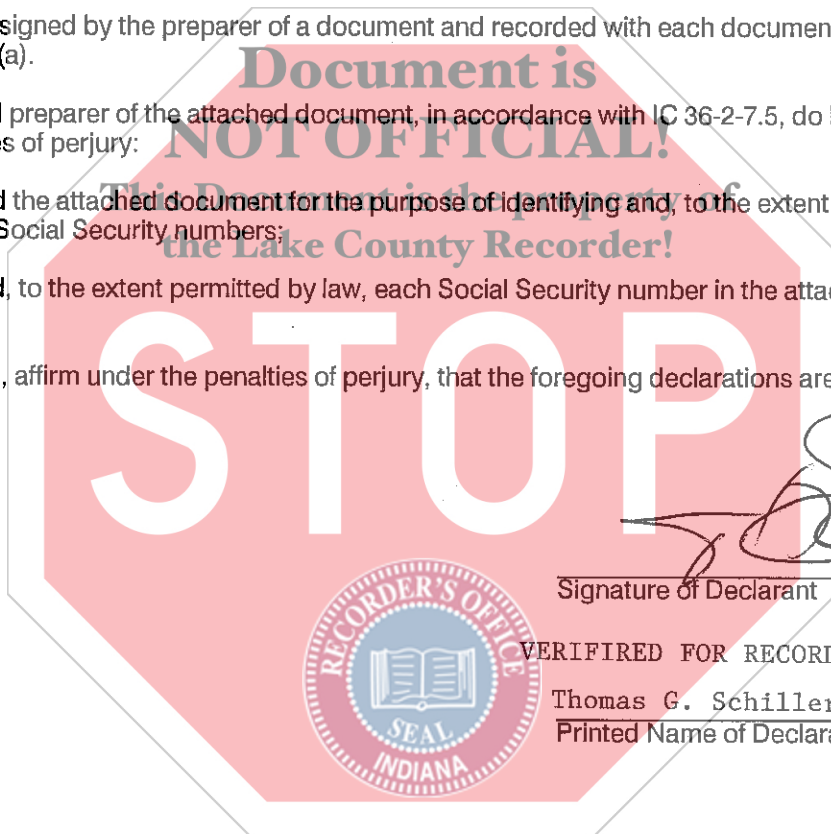 signed by the preparer of a document and recorded with each documen
(a).
Document is
preparer of the attached document, in accordance with IC 36-2-7.5, do
s of perjury:
NOT OFFICIAL!
d the attached document for the purpose of identifying and, to the extent
This Document is the property of
Social Security numbers;
the Lake County Recorder!
d, to the extent permitted by law, each Social Security number in the atta
STOP
, affirm under the penalties of perjury, that the foregoing declarations are
Signature of Declarant
RECORDER'S OFFICE
SEAL
INDIANA
VERIFIRED FOR RECORD
Thomas G. Schiller
Printed Name of Declara